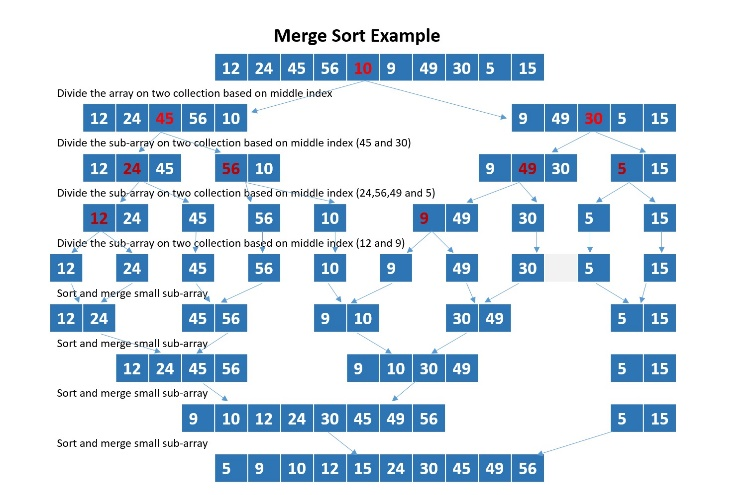 Merge Sort Example
12 24 45 56 10 9 49 30 5 15
Divide the array on two collection based on middle index
12 24 45 56 10 9 49 30 5 15
Divide the sub-array on two collection based on middle index (45 and 30)
12 24 45 56 10 9 49 30 5 15
Divide the sub-array on two collection based on middle index (24,56,49 and 5)
12 24 45 56 10 9 49 30 5 15
Divide the sub-array on two collection based on middle index (12 and 9)
12 24 45 56 10 9 49 30 5 15
Sort and merge small sub-array
12 24 45 56 9 10 30 49 5 15
Sort and merge small sub-array
12 24 45 56 9 10 30 49 5 15
Sort and merge small sub-array
9 10 12 24 30 45 49 56 5 15
Sort and merge small sub-array
5 9 10 12 15 24 30 45 49 56